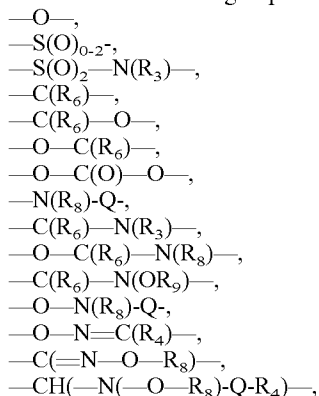 —O—,
—S(O)₀₋₂-,
—S(O)₂—N(R₃)—,
—C(R₆)—,
—C(R₆)—O—,
—O—C(R₆)—,
—O—C(O)—O—,
—N(R₈)-Q-,
—C(R₆)—N(R₃)—,
—O—C(R₆)—N(R₈)—,
—C(R₆)—N(OR₉)—,
—O—N(R₈)-Q-,
—O—N=C(R₄)—,
—C(=N—O—R₈)—,
—CH(—N(—O—R₈)-Q-R₄)—,